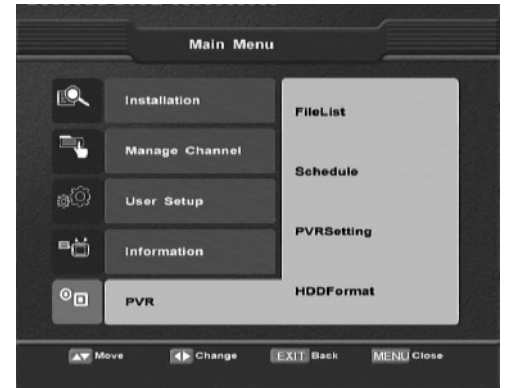 Main Menu
Installation
Manage Channel
User Setup
Information
PVR
FileList
Schedule
PVRSetting
HDDFormat
Move Change EXIT Back MENU Close